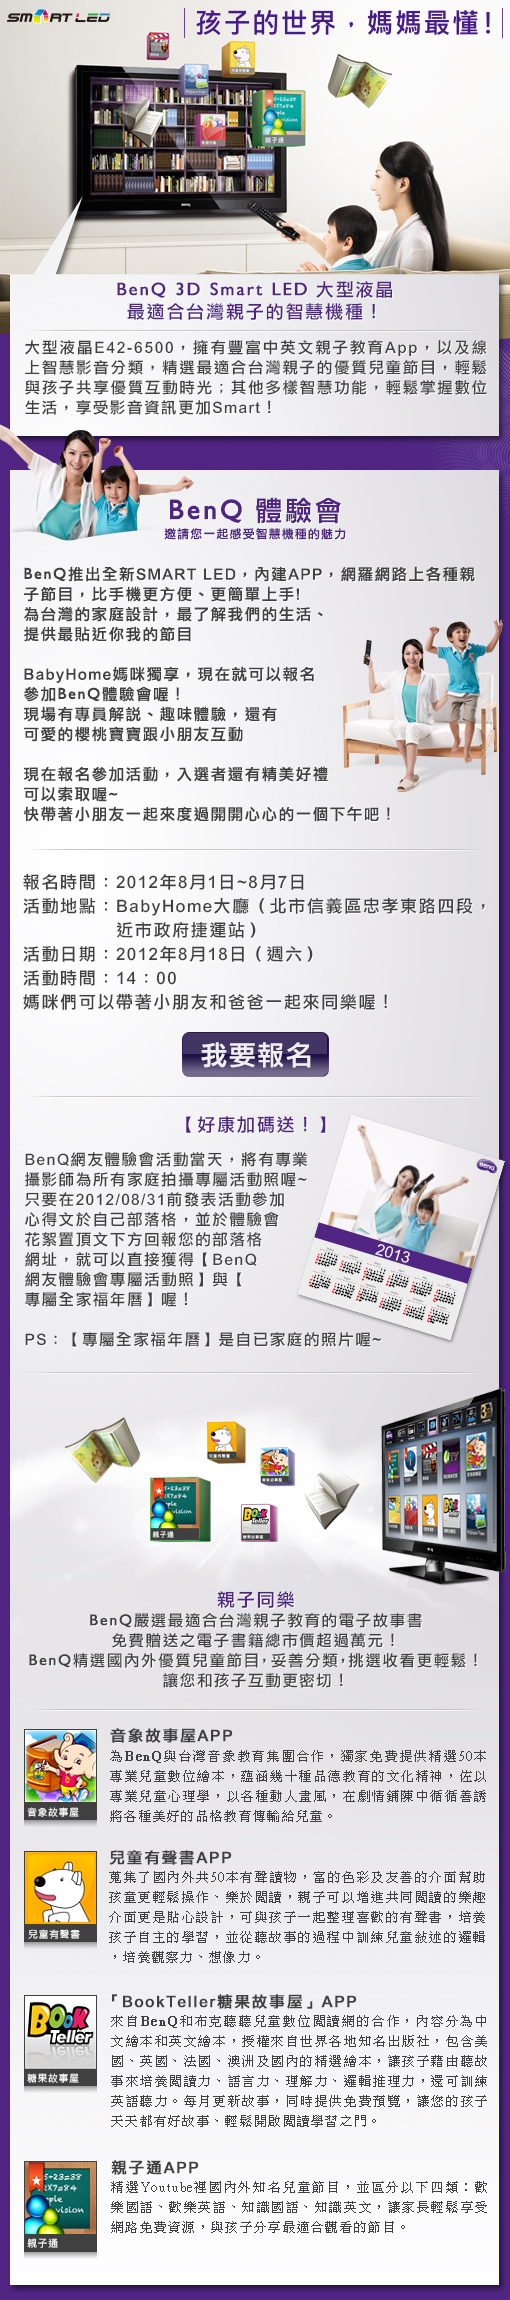 SMART LED
孩子的世界，媽媽最懂！
親子通
BenQ 3D Smart LED 大型液晶
最適合台灣親子的智慧機種！
大型液晶E42-6500，擁有豐富中英文親子教育App，以及線
上智慧影音分類，精選最適合台灣親子的優質兒童節目，輕鬆
與孩子共享優質互動時光；其他多樣智慧功能，輕鬆掌握數位
生活，享受影音資訊更加Smart！
BenQ 體驗會
邀請您一起感受智慧機種的魅力
BenQ推出全新SMART LED，內建APP，網羅網路上各種親
子節目，比手機更方便、更簡單上手!
為台灣的家庭設計，最了解我們的生活、
提供最貼近你我的節目
BabyHome媽咪獨享，現在就可以報名
參加BenQ體驗會喔！
現場有專員解說、趣味體驗，還有
可愛的櫻桃寶寶跟小朋友互動
現在報名參加活動，入選者還有精美好禮
可以索取喔~
快帶著小朋友一起來度過開開心心的一個下午吧！
報名時間：2012年8月1日~8月7日
活動地點：BabyHome大廳（北市信義區忠孝東路四段，
近市政府捷運站）
活動日期：2012年8月18日（週六）
活動時間：14：00
媽咪們可以帶著小朋友和爸爸一起來同樂喔！
我要報名
【好康加碼送！】
BenQ網友體驗會活動當天，將有專業
攝影師為所有家庭拍攝專屬活動照喔~
只要在2012/08/31前發表活動參加
心得文於自己部落格，並於體驗會
花絮置頂文下方回報您的部落格
網址，就可以直接獲得【BenQ
網友體驗會專屬活動照】與【
專屬全家福年曆】喔！
BenQ
2013
PS：【專屬全家福年曆】是自已家庭的照片喔~
兒童有聲書
音象故事屋
親子通
Book Teller
糖果故事屋
親子同樂
BenQ嚴選最適合台灣親子教育的電子故事書
免費贈送之電子書籍總市價超過萬元！
BenQ精選國內外優質兒童節目，妥善分類，挑選收看更輕鬆！
讓您和孩子互動更密切！
音象故事屋
音象故事屋APP
為BenQ與台灣音象教育集團合作，獨家免費提供精選50本
專業兒童數位繪本，蘊涵幾十種品德教育的文化精神，佐以
專業兒童心理學，以各種動人畫風，在劇情鋪陳中循循善誘
將各種美好的品格教育傳輸給兒童。
兒童有聲書
兒童有聲書APP
蒐集了國內外共50本有聲讀物，富的色彩及友善的介面幫助
孩童更輕鬆操作、樂於閱讀，親子可以增進共同閱讀的樂趣
介面更是貼心設計，可與孩子一起整理喜歡的有聲書，培養
孩子自主的學習，並從聽故事的過程中訓練兒童敍述的邏輯
，培養觀察力、想像力。
Book Teller
糖果故事屋
「BookTeller糖果故事屋」APP
來自BenQ和布克聽聽兒童數位閱讀網的合作，內容分為中
文繪本和英文繪本，授權來自世界各地知名出版社，包含美
國、英國、法國、澳洲及國內的精選繪本，讓孩子藉由聽故
事來培養閱讀力、語言力、理解力、邏輯推理力，還可訓練
英語聽力。每月更新故事，同時提供免費預覽，讓您的孩子
天天都有好故事、輕鬆開啟閱讀學習之門。
親子通
親子通APP
精選Youtube裡國內外知名兒童節目，並區分以下四類：歡
樂國語、歡樂英語、知識國語、知識英文，讓家長輕鬆享受
網路免費資源，與孩子分享最適合觀看的節目。